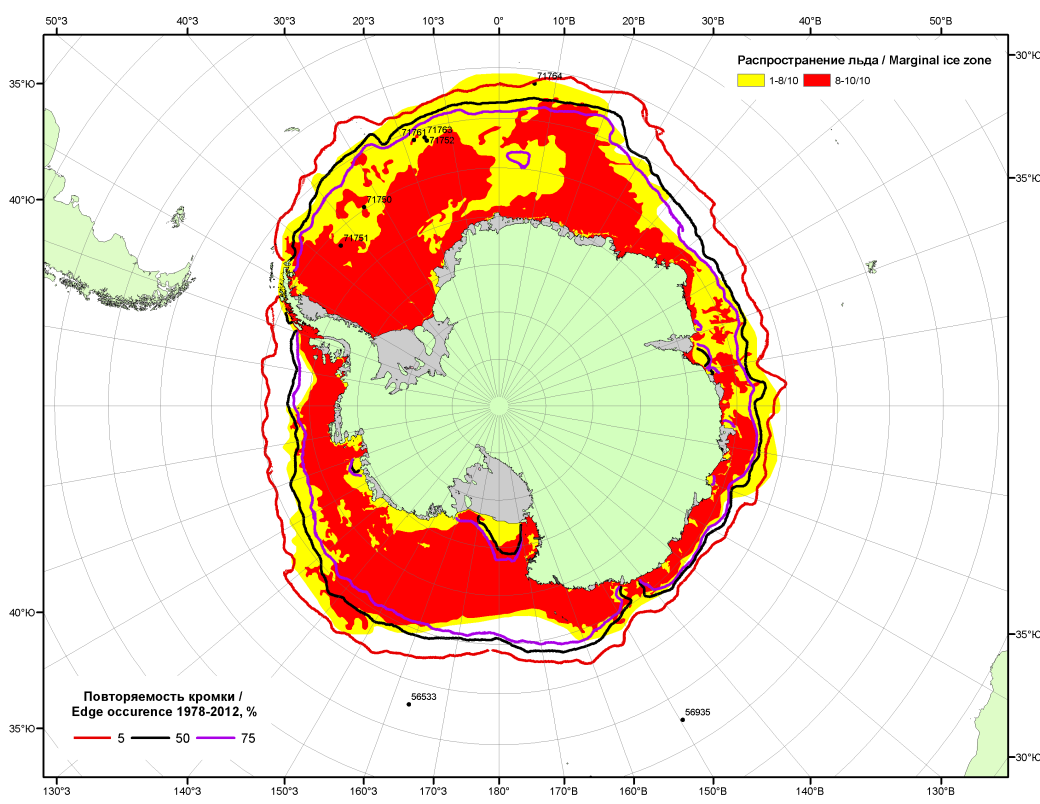 50°З 40°З 30°З 20°З 10°З 0° 10°В 20°В 30°В 40°В 50°В
30°Ю
Распространение льда / Marginal ice zone
1-8/10 8-10/10
71764
35°Ю
71761 71763
71762
35°Ю
40°Ю
71751
40°Ю
35°Ю
Повторяемость кромки /
Edge occurence 1978-2012, %
5 50 75
56533
56935
35°Ю
30°Ю
130°З 140°З 150°З 160°З 170°З 180° 170°В 160°В 150°В 140°В 130°В